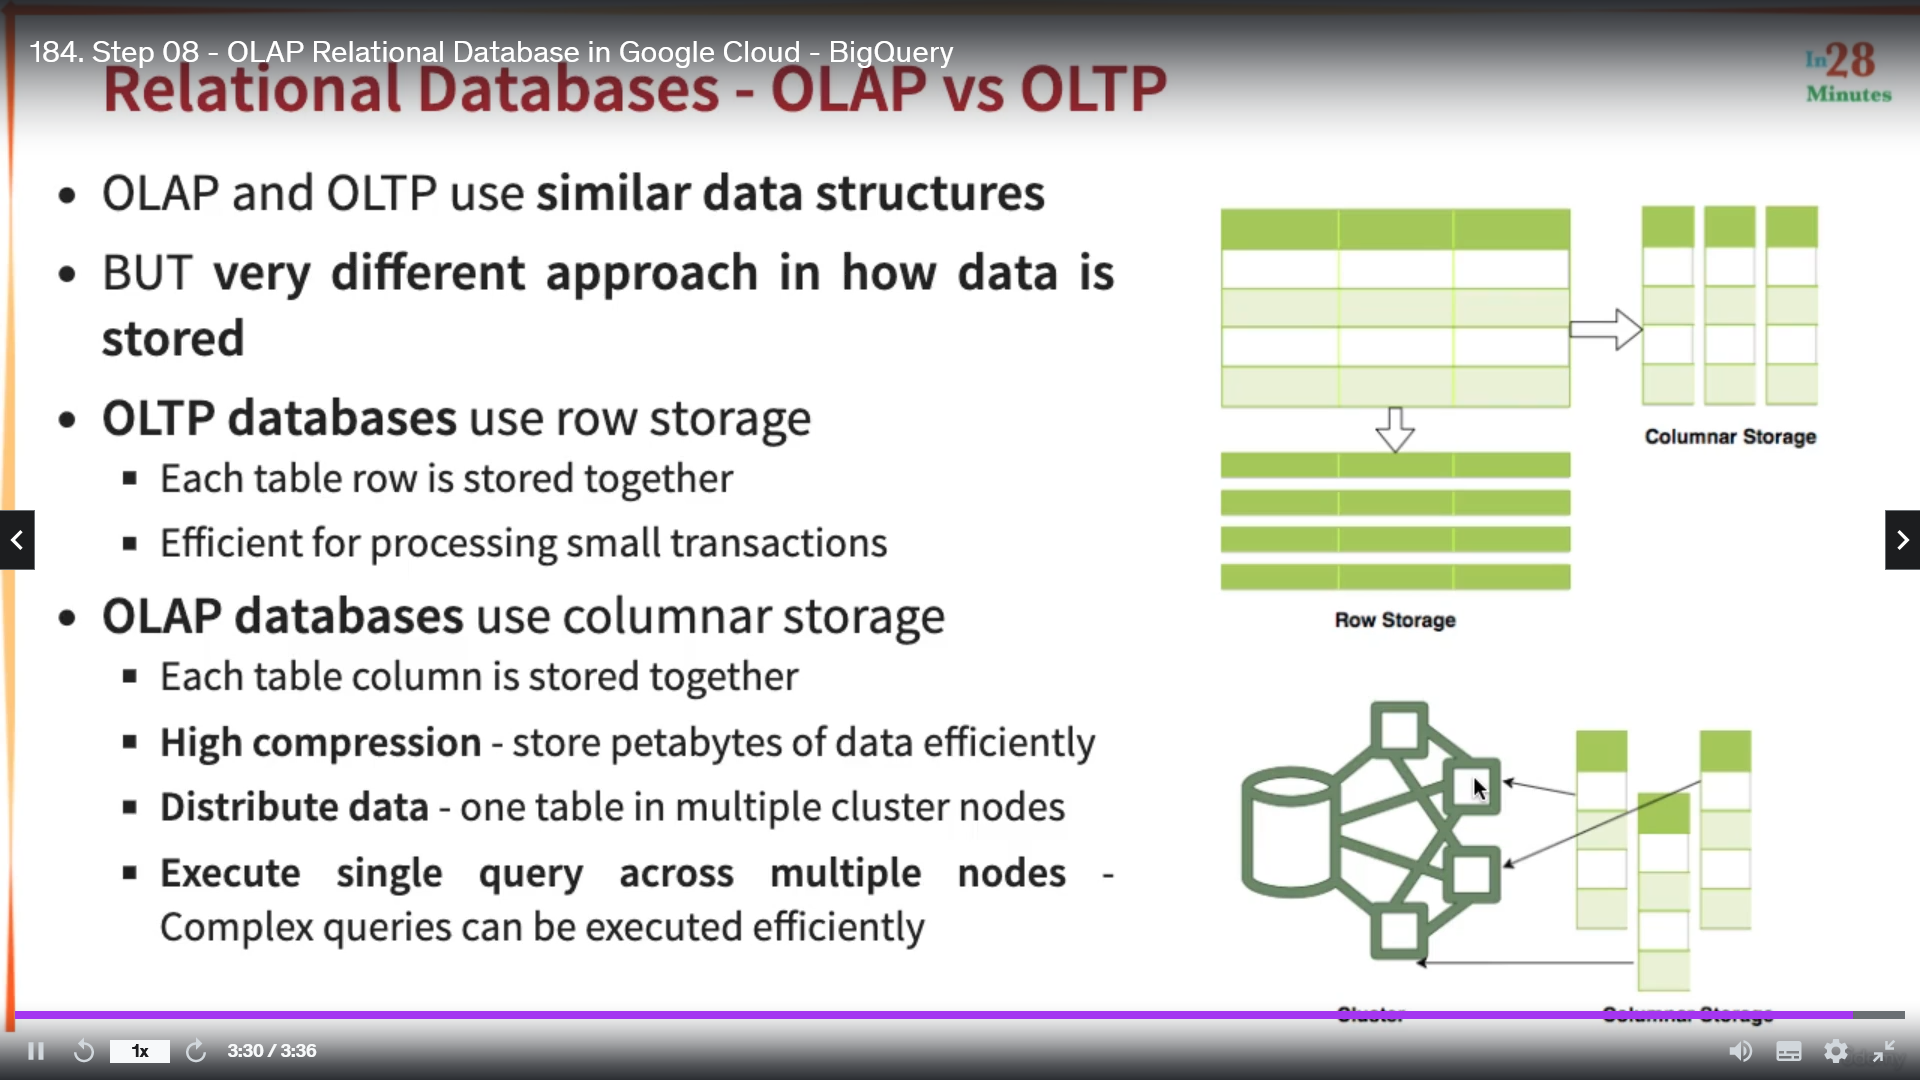 184. Step 08 - OLAP Relational Database in Google Cloud - BigQuery
Relational Databases - OLAP vs OLTP
In28
Minutes
• OLAP and OLTP use similar data structures
• BUT very different approach in how data is
stored
• OLTP databases use row storage
▪ Each table row is stored together
▪ Efficient for processing small transactions
• OLAP databases use columnar storage
▪ Each table column is stored together
▪ High compression - store petabytes of data efficiently
▪ Distribute data - one table in multiple cluster nodes
▪ Execute single query across multiple nodes -
Complex queries can be executed efficiently
Columnar Storage
Row Storage
Cluster
Columnar Storage
1x
3:30 / 3:36